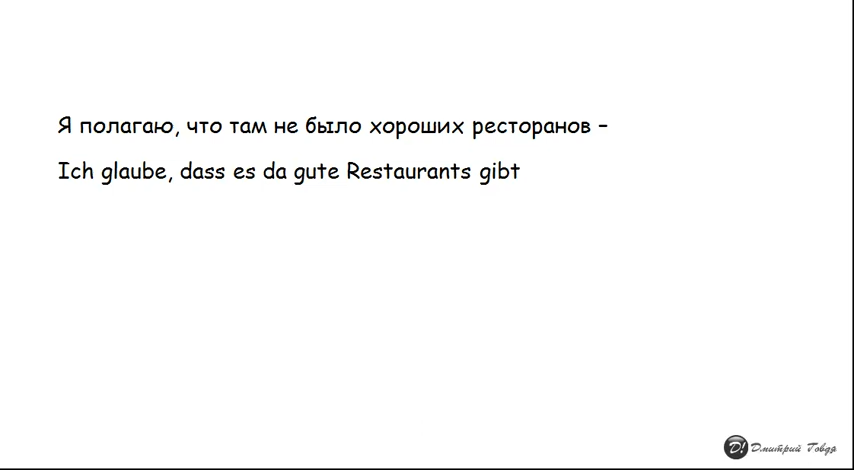 Я полагаю, что там не было хороших ресторанов –
Ich glaube, dass es da gute Restaurants gibt
D! Дмитрий Говдя